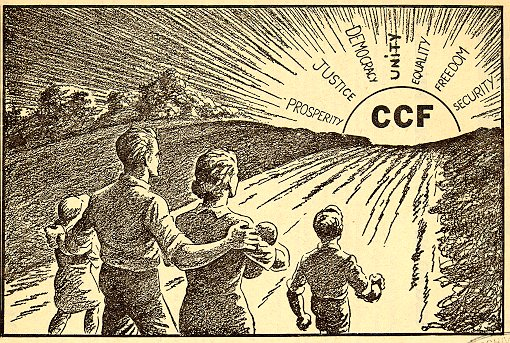 PROSPERITY
JUSTICE
DEMOCRACY
UNITY
EQUALITY
FREEDOM
SECURITY
CCF